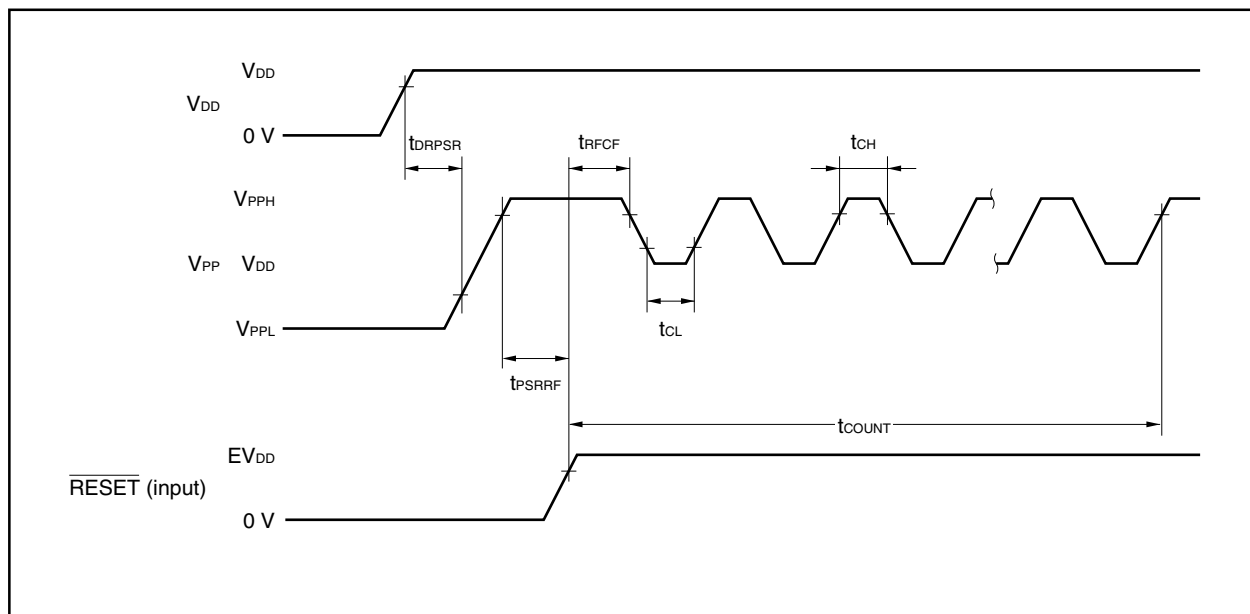 VDD
VDD
0 V
tDRPSR
tRFCF
tCH
VPPH
VPP VDD
VPPL
tCL
tPSRRF
tCOUNT
EVDD
RESET (input)
0 V